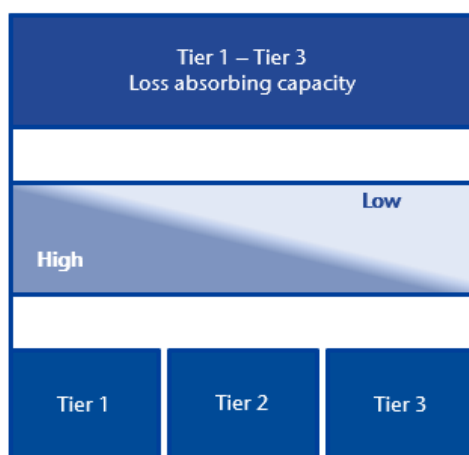 Tier 1 – Tier 3
Loss absorbing capacity
Low
High
Tier 1
Tier 2
Tier 3